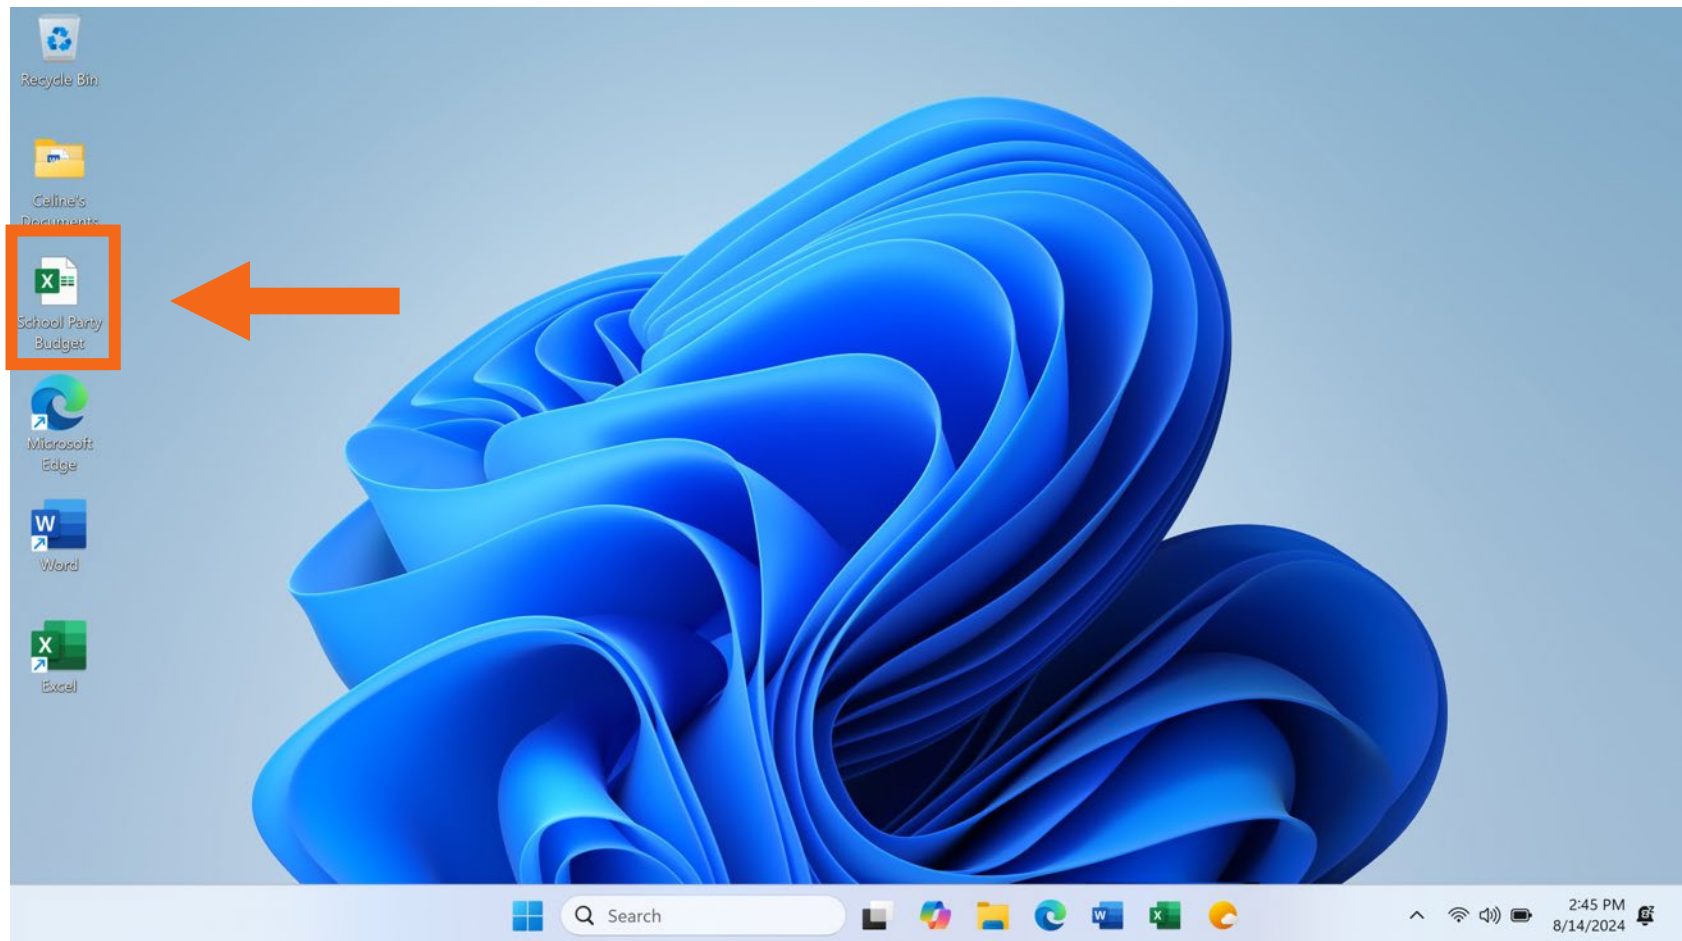 Recycle Bin
Celine's
Documents
School Party
Budget
Microsoft
Edge
Word
Excel
Search
2:45 PM
8/14/2024